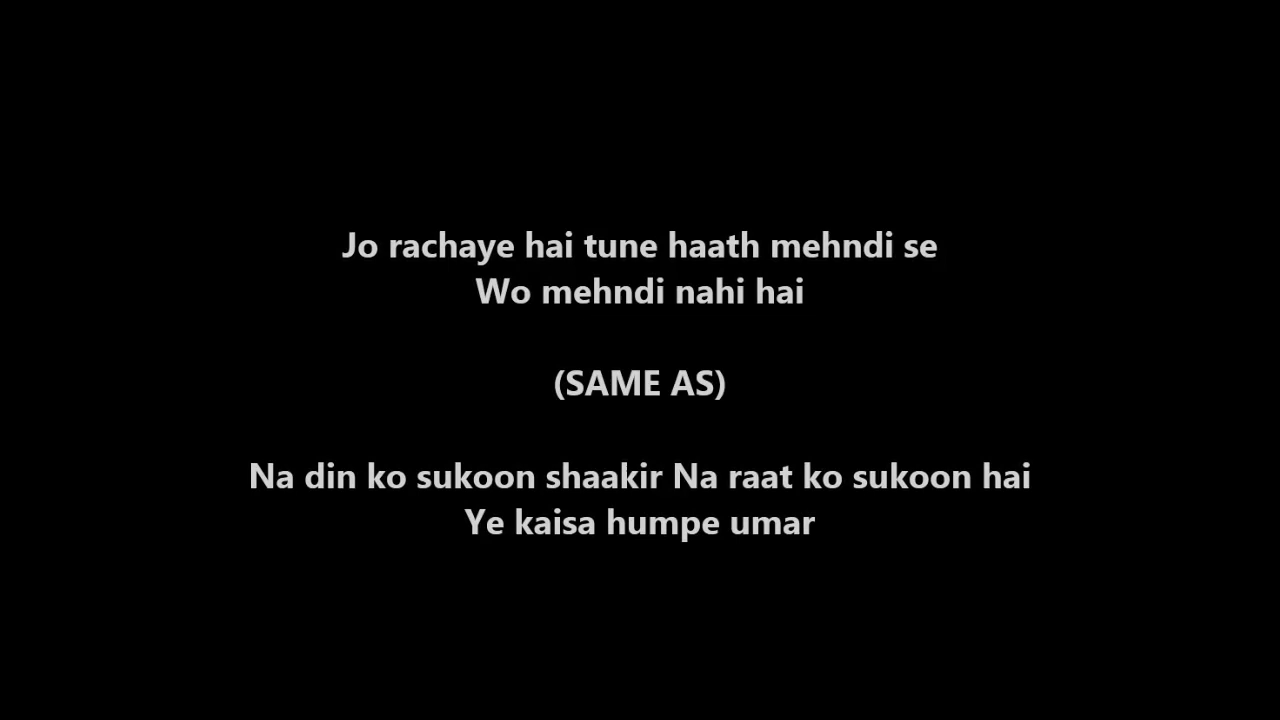 Jo rachaye hai tune haath mehndi se
Wo mehndi nahi hai
(SAME AS)
Na din ko sukoon shaakir Na raat ko sukoon hai
Ye kaisa humpe umar